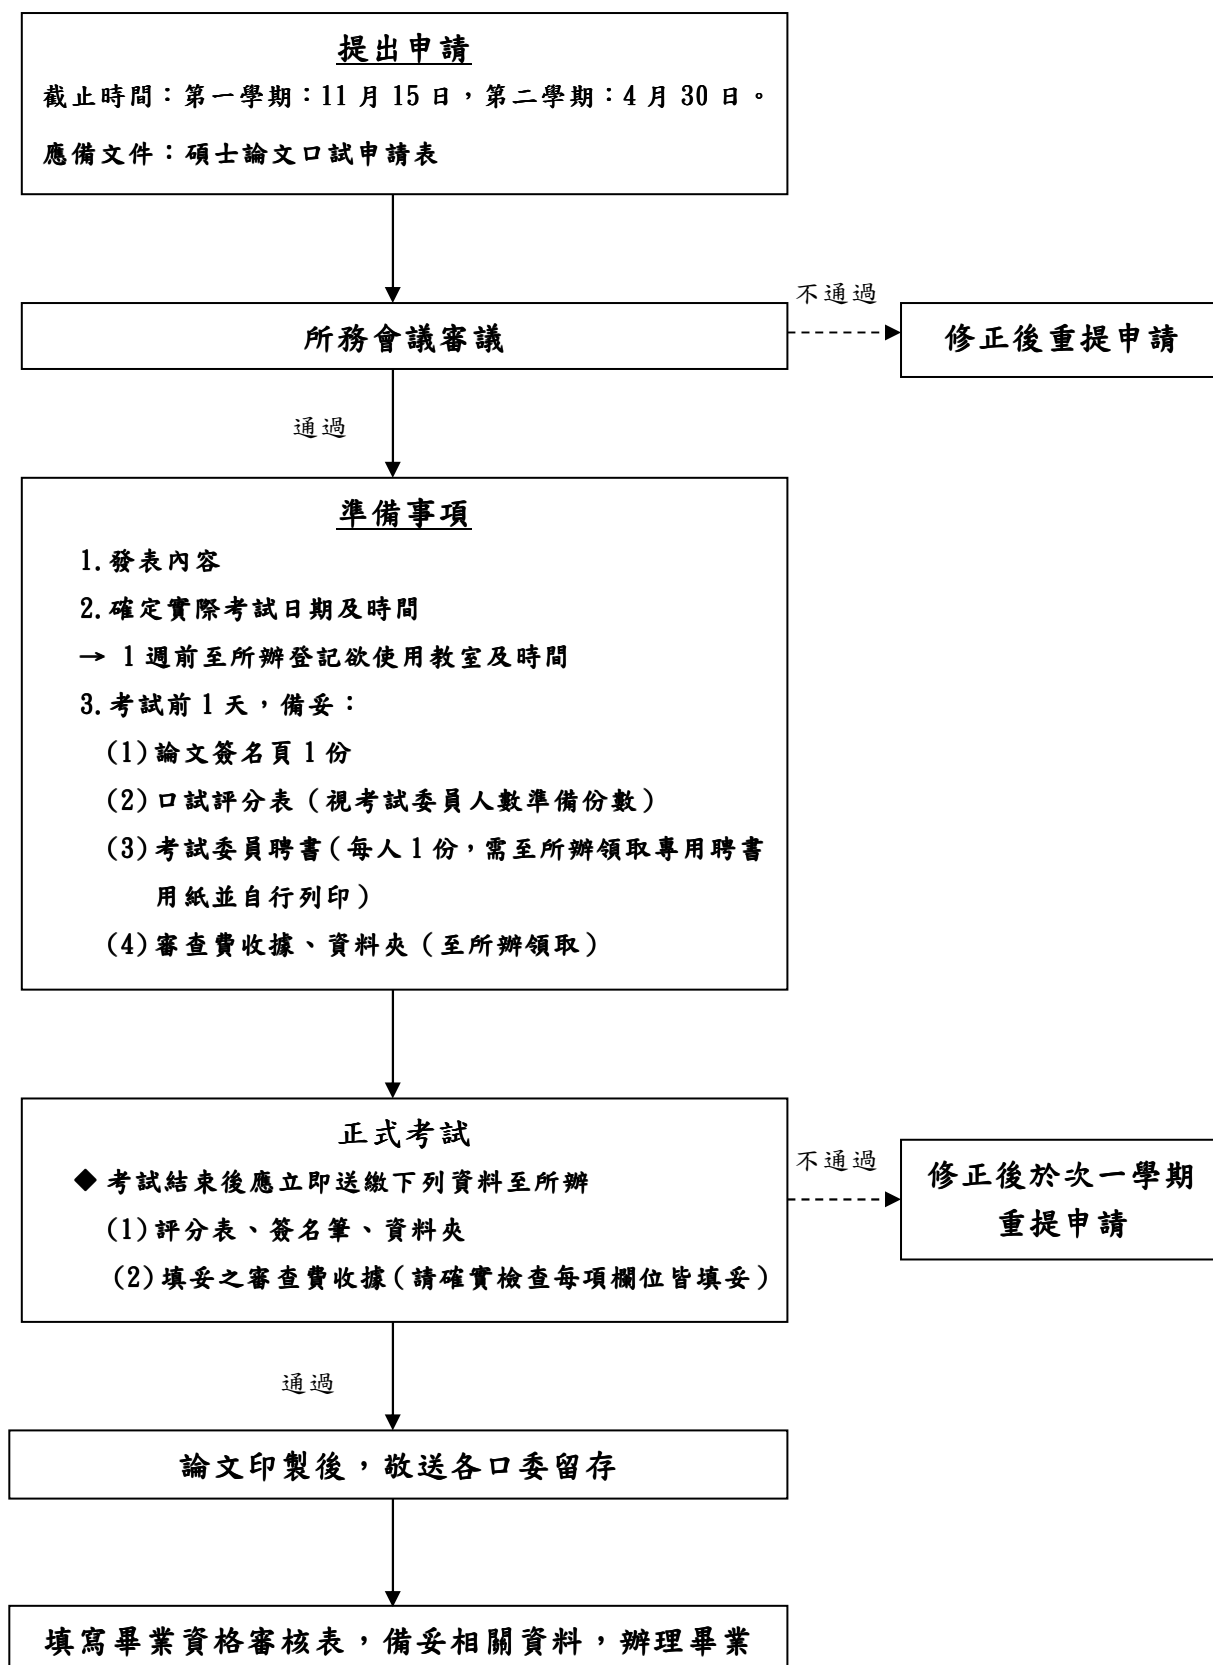 提出申請
截止時間：第一學期：11 月 15 日，第二學期：4 月 30 日。
應備文件：碩士論文口試申請表
不通過
所務會議審議
修正後重提申請
通過
準備事項
1.發表內容
2.確定實際考試日期及時間
→ 1 週前至所辦登記欲使用教室及時間
3.考試前 1 天，備妥：
(1)論文簽名頁 1 份
(2)口試評分表（視考試委員人數準備份數）
(3)考試委員聘書（每人 1 份，需至所辦領取專用聘書
用紙並自行列印）
(4)審查費收據、資料夾（至所辦領取）
正式考試
◆ 考試結束後應立即送繳下列資料至所辦
(1)評分表、簽名筆、資料夾
(2)填妥之審查費收據（請確實檢查每項欄位皆填妥）
不通過
修正後於次一學期
重提申請
通過
論文印製後，敬送各口委留存
填寫畢業資格審核表，備妥相關資料，辦理畢業